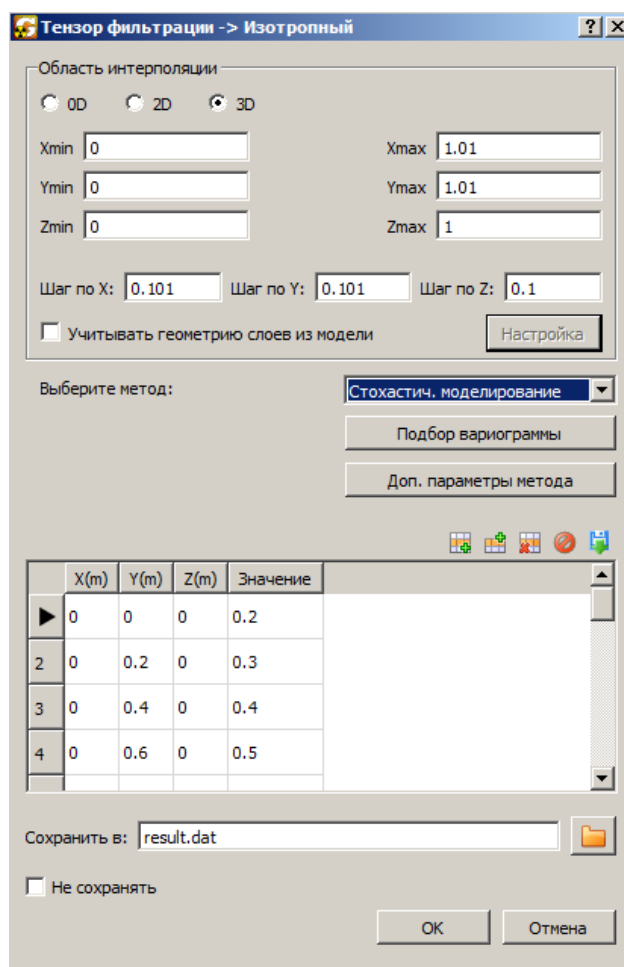 Тензор фильтрации -> Изотропный
Область интерполяции
0D 2D 3D
Xmin 0 Xmax 1.01
Ymin 0 Ymax 1.01
Zmin 0 Zmax 1
Шаг по X: 0.101 Шаг по Y: 0.101 Шаг по Z: 0.1
Учитывать геометрию слоев из модели Настройка
Выберите метод: Стохастич. моделирование
Подбор вариограммы
Доп. параметры метода
X(m) Y(m) Z(m) Значение
0 0 0 0.2
2 0 0.2 0 0.3
3 0 0.4 0 0.4
4 0 0.6 0 0.5
Сохранить в: result.dat
Не сохранять
OK Отмена